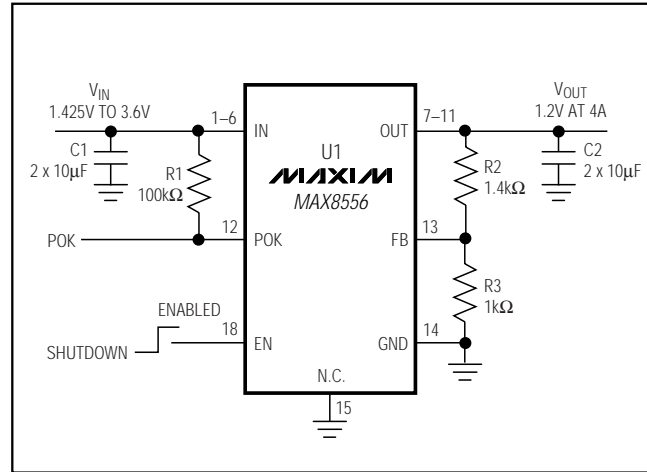 V_IN
1.425V TO 3.6V
1–6
IN
C1
2 x 10µF
R1
100kΩ
POK
12
POK
ENABLED
SHUTDOWN
18
EN
U1
MAXIM
MAX8556
N.C.
15
OUT
7–11
V_OUT
1.2V AT 4A
R2
1.4kΩ
C2
2 x 10µF
FB
13
R3
1kΩ
GND
14